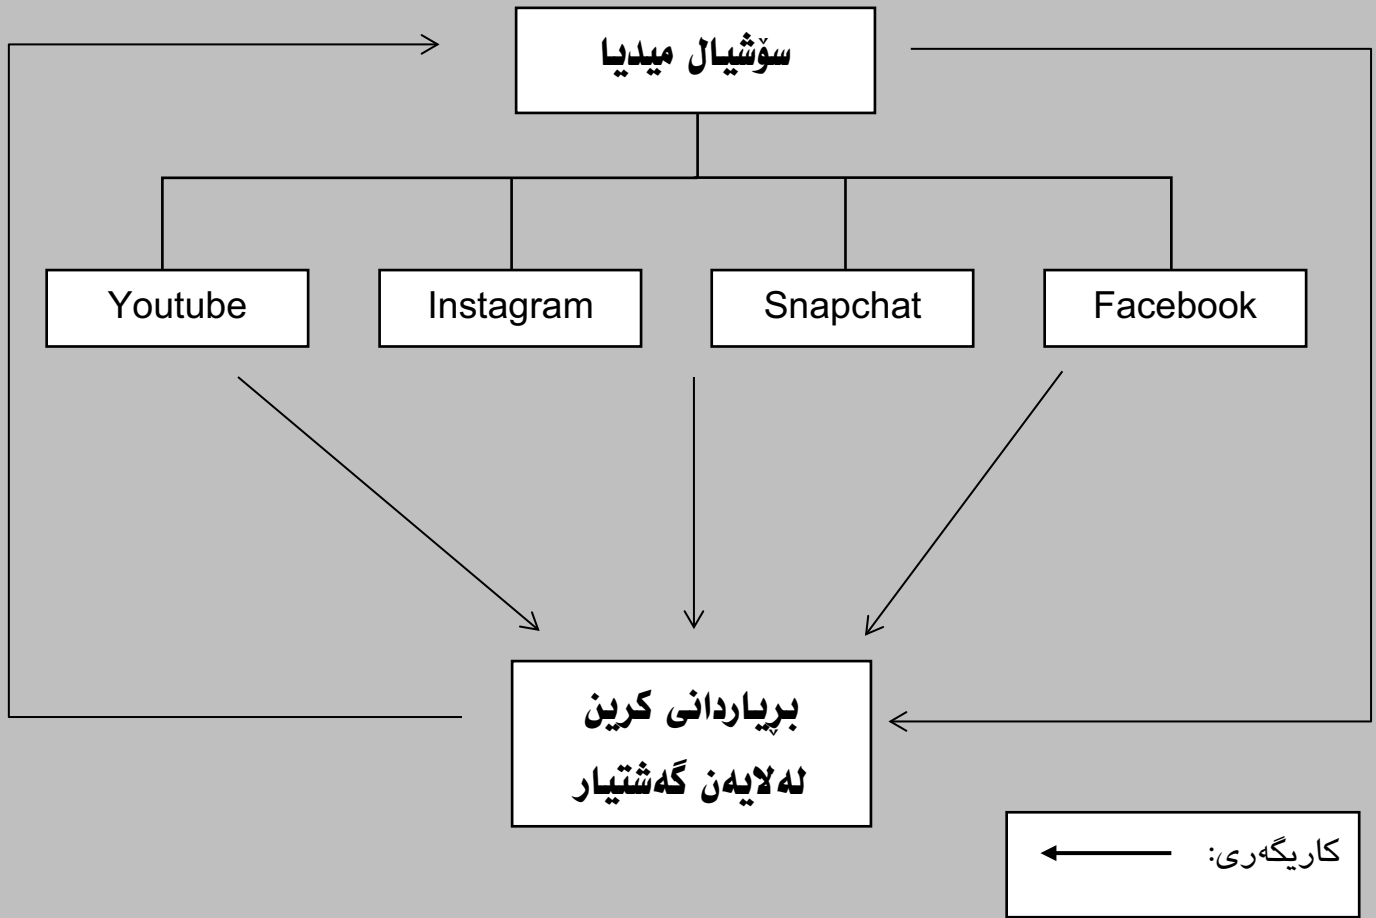 سۆشیال میدیا
Youtube
Instagram
Snapchat
Facebook
بڕیاردانی کرین
لەلایەن گەشتیار
کاریگەری: